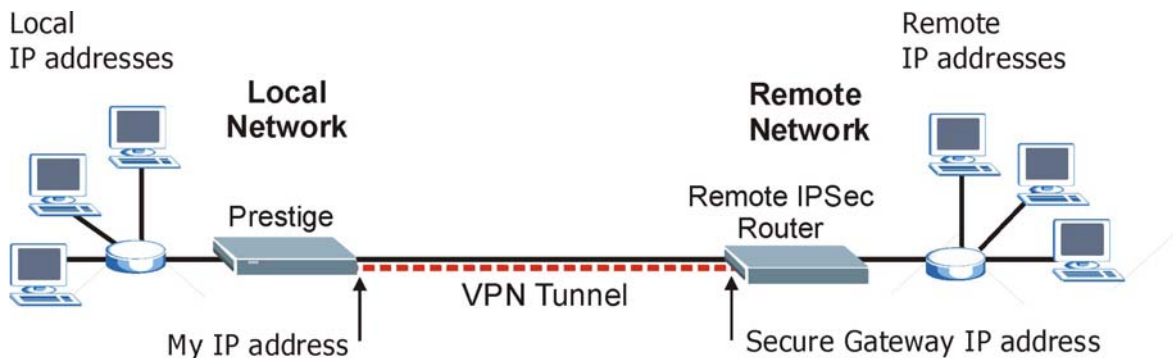 Local
IP addresses
Local
Network
Prestige
Remote
IP addresses
Remote
Network
Remote IPSec
Router
VPN Tunnel
My IP address
Secure Gateway IP address